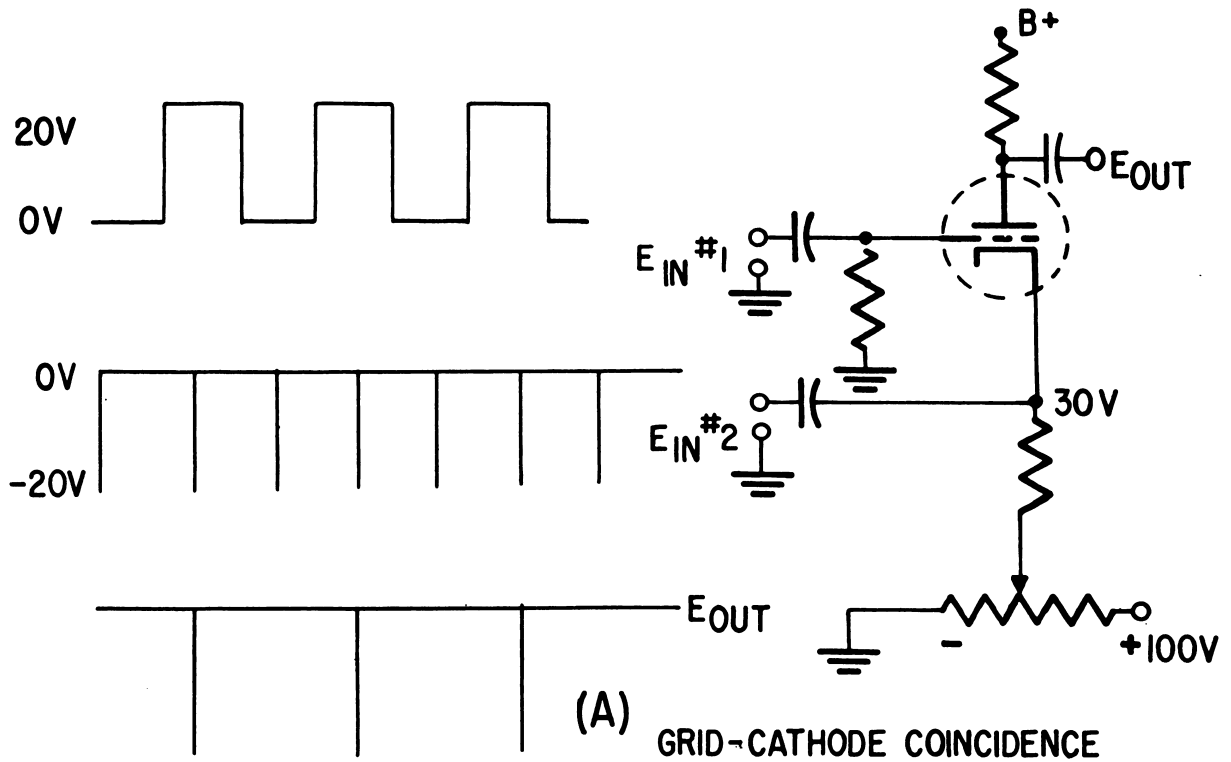 B+
20V
0V
EOUT
EIN #1
0V
-20V
EIN #2
30V
EOUT
-
+100V
(A)
GRID-CATHODE COINCIDENCE